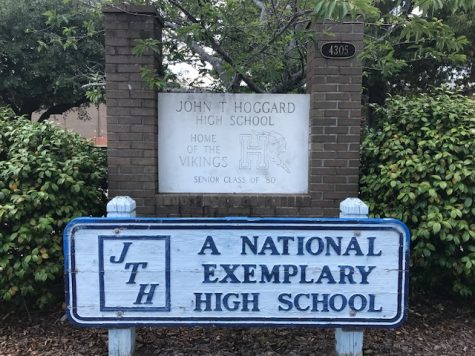 4305
JOHN T HOGGARD
HIGH SCHOOL
HOME
OF THE
VIKINGS
H
SENIOR CLASS OF '80
JTH
A NATIONAL
EXEMPLARY
HIGH SCHOOL